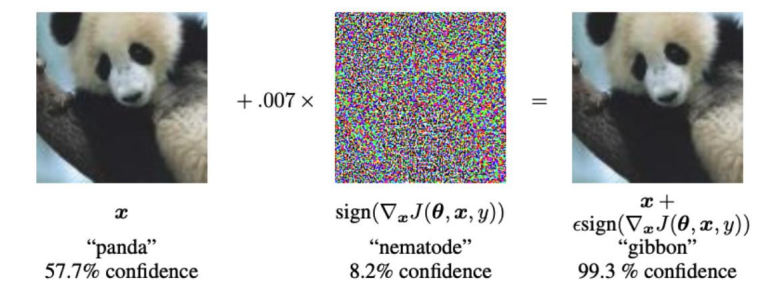 + .007 ×
=
x
sign(∇ₓJ(θ, x, y))
x +
ϵsign(∇ₓJ(θ, x, y))
“panda”
“nematode”
“gibbon”
57.7% confidence
8.2% confidence
99.3 % confidence